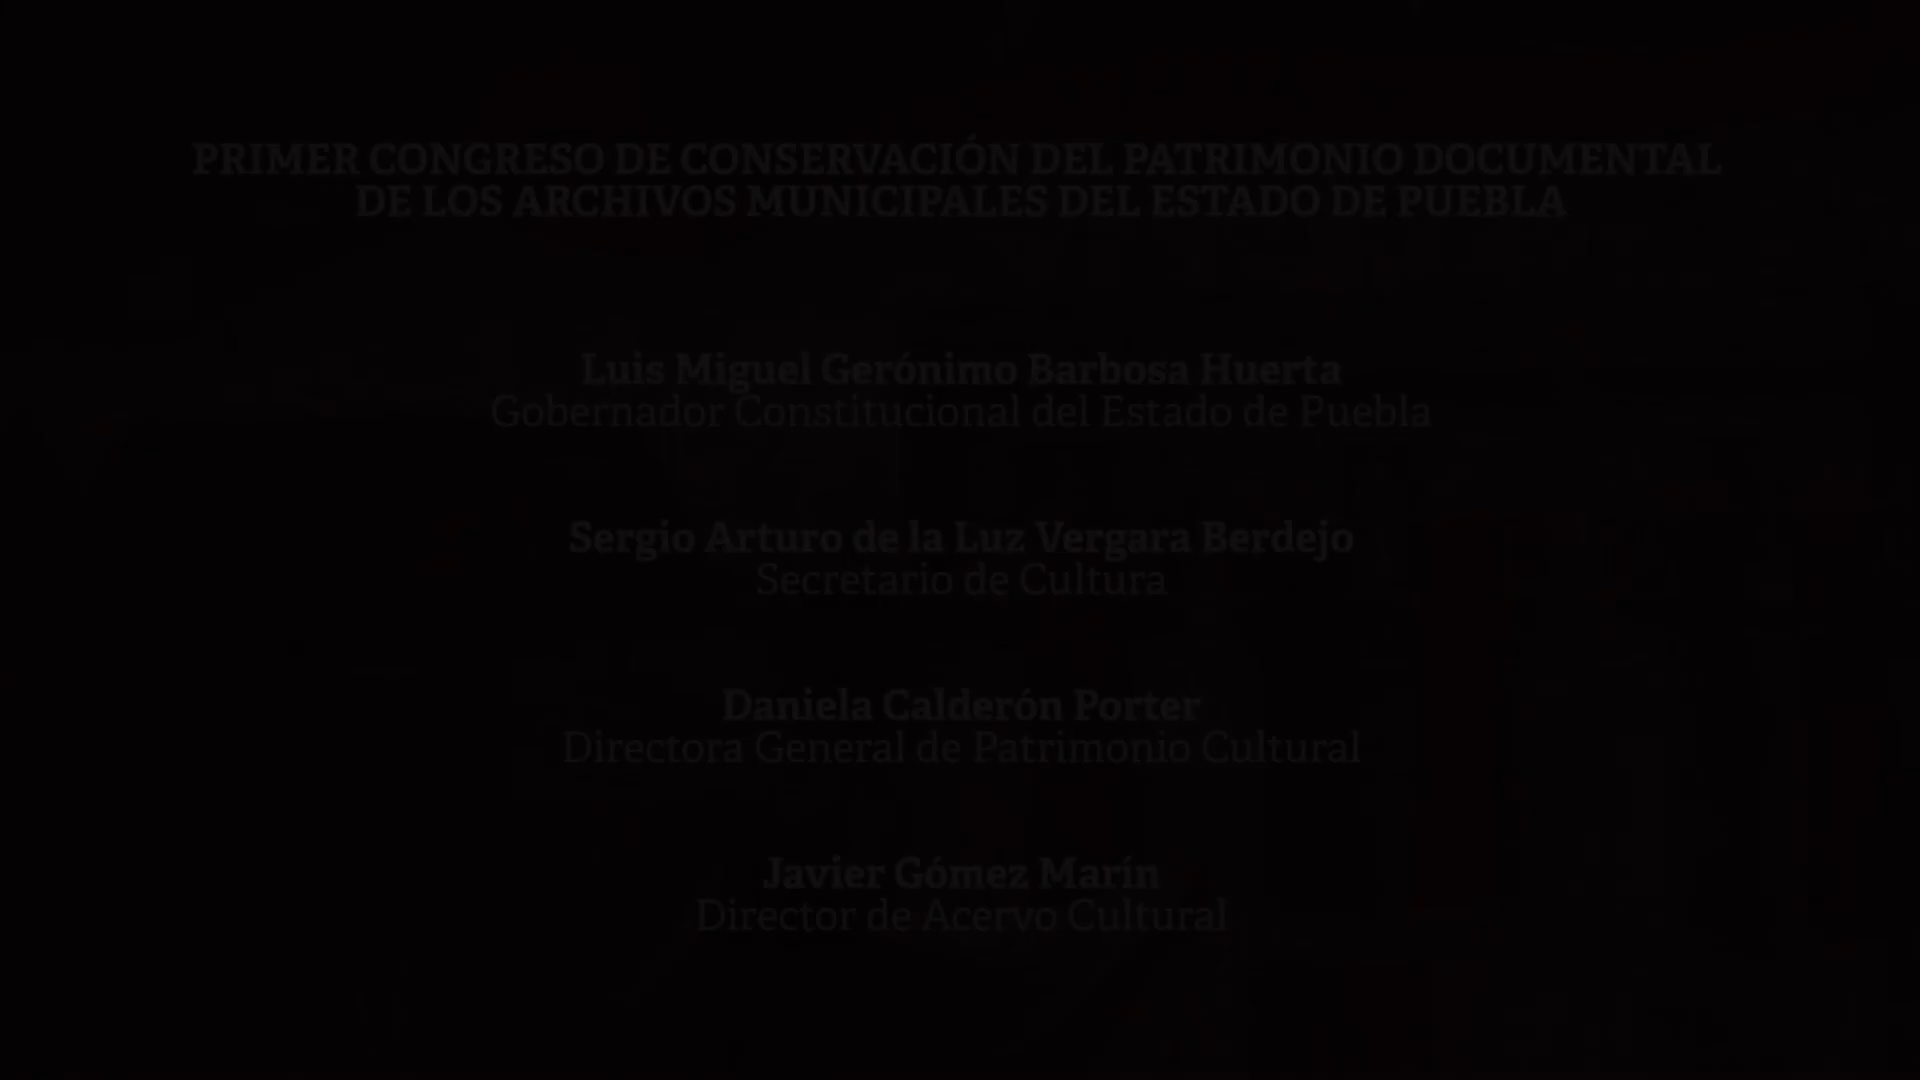 PRIMER CONGRESO DE CONSERVACIÓN DEL PATRIMONIO DOCUMENTAL
DE LOS ARCHIVOS MUNICIPALES DEL ESTADO DE PUEBLA
Luis Miguel Gerónimo Barbosa Huerta
Gobernador Constitucional del Estado de Puebla
Sergio Arturo de la Luz Vergara Berdejo
Secretario de Cultura
Daniela Calderón Porter
Directora General de Patrimonio Cultural
Javier Gómez Marín
Director de Acervo Cultural